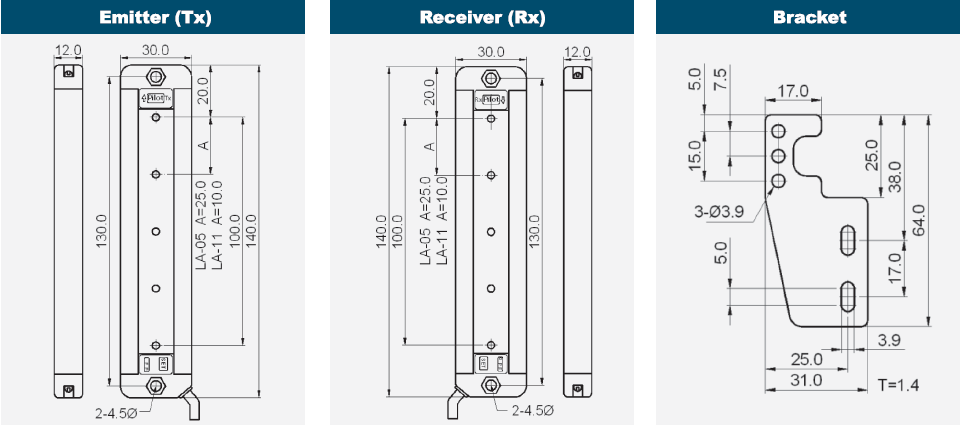 Emitter (Tx)
12.0
30.0
Pilot Tx
20.0
A
LA-05 A=25.0
LA-11 A=10.0
100.0
140.0
130.0
2-4.5Ø
Receiver (Rx)
30.0
12.0
Rx Pilot
20.0
A
LA-05 A=25.0
LA-11 A=10.0
140.0
100.0
130.0
2-4.5Ø
Bracket
5.0
7.5
17.0
15.0
3-Ø3.9
25.0
38.0
64.0
5.0
17.0
3.9
25.0
31.0
T=1.4